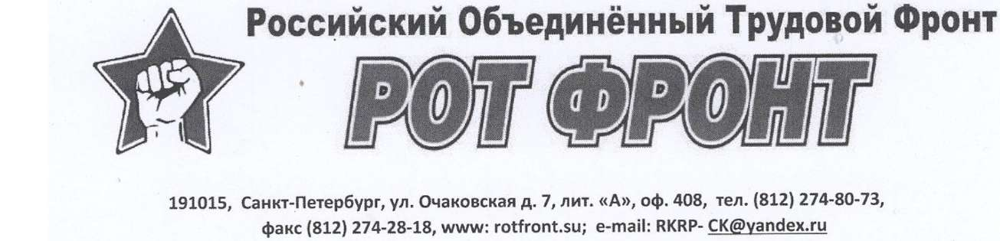 Российский Объединённый Трудовой Фронт
РОТ ФРОНТ
191015, Санкт-Петербург, ул. Очаковская д. 7, лит. «А», оф. 408, тел. (812) 274-80-73,
факс (812) 274-28-18, www: rotfront.su; e-mail: RKRP- CK@yandex.ru